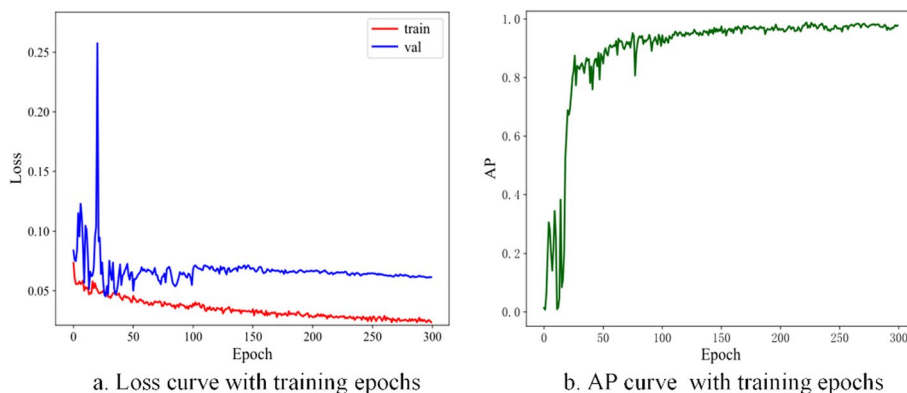 train
val
0.25
0.20
0.15
0.10
0.05
Loss
0 50 100 150 200 250 300
Epoch
a. Loss curve with training epochs
1.0
0.8
0.6
0.4
0.2
0.0
AP
0 50 100 150 200 250 300
Epoch
b. AP curve with training epochs